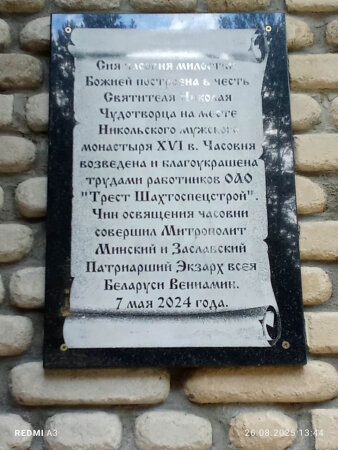 Сия часовня милостью
Божией построена в честь
Святителя Николая
Чудотворца на месте
Никольского мужского
монастыря XVI в. Часовня
возведена и благоукрашена
трудами работников ОАО
"Трест Шахтоспецстрой".
Чин освящения часовни
совершил Митрополит
Минский и Заславский
Патриарший Экзарх всея
Беларуси Вениамин.
7 мая 2024 года.
REDMI A3
26.08.2025 13:44